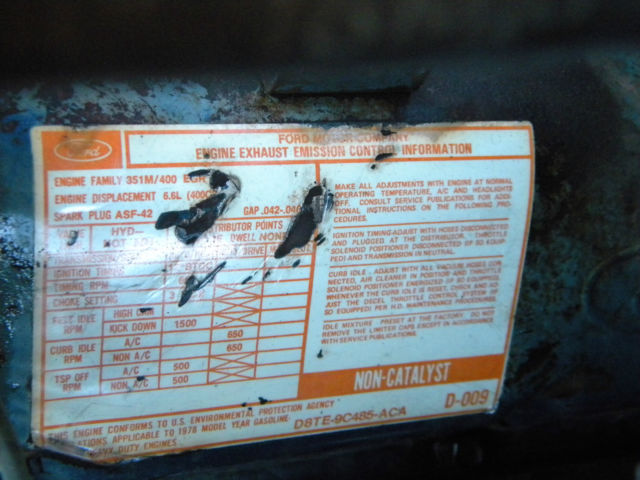 Ford
FORD MOTOR COMPANY
ENGINE EXHAUST EMISSION CONTROL INFORMATION
ENGINE FAMILY 351M/400 EGR
ENGINE DISPLACEMENT 6.6L (400C
SPARK PLUG ASF-42 GAP .042-.04
HYD-
DISTRIBUTOR POINTS
DWELL NONE
IGNITION TIMING
TIMING RPM
CHOKE SETTING
FAST IDLE RPM HIGH CAM
KICK DOWN 1500
CURB IDLE RPM A/C 650
NON A/C 650
TSP OFF RPM A/C 500
NON A/C 500
MAKE ALL ADJUSTMENTS WITH ENGINE AT NORMAL
OPERATING TEMPERATURE, A/C AND HEADLIGHTS
OFF. CONSULT SERVICE PUBLICATIONS FOR ADDI-
TIONAL INSTRUCTIONS ON THE FOLLOWING PRO-
CEDURES.
IGNITION TIMING-ADJUST WITH HOSES DISCONNECTED
AND PLUGGED AT THE DISTRIBUTOR. THROTTLE
SOLENOID POSITIONER DISCONNECTED (IF SO EQUIP-
PED) AND TRANSMISSION IN NEUTRAL.
CURB IDLE - ADJUST WITH ALL VACUUM HOSES CON-
NECTED, AIR CLEANER IN POSITION AND THROTTLE
SOLENOID POSITIONER ENERGIZED (IF SO EQUIPPED).
WHENEVER THE CURB IDLE IS RESET, CHECK AND AD-
JUST THE DECEL THROTTLE CONTROL SYSTEM (IF
SO EQUIPPED) PER H.D. MAINTENANCE PROCEDURES.
IDLE MIXTURE - PRESET AT THE FACTORY. DO NOT
REMOVE THE LIMITER CAPS EXCEPT IN ACCORDANCE
WITH SERVICE PUBLICATIONS.
NON-CATALYST
THIS ENGINE CONFORMS TO U.S. ENVIRONMENTAL PROTECTION AGENCY
APPLICABLE TO 1978 MODEL YEAR GASOLINE-
HEAVY DUTY ENGINES
D8TE-9C485-ACA
D-009